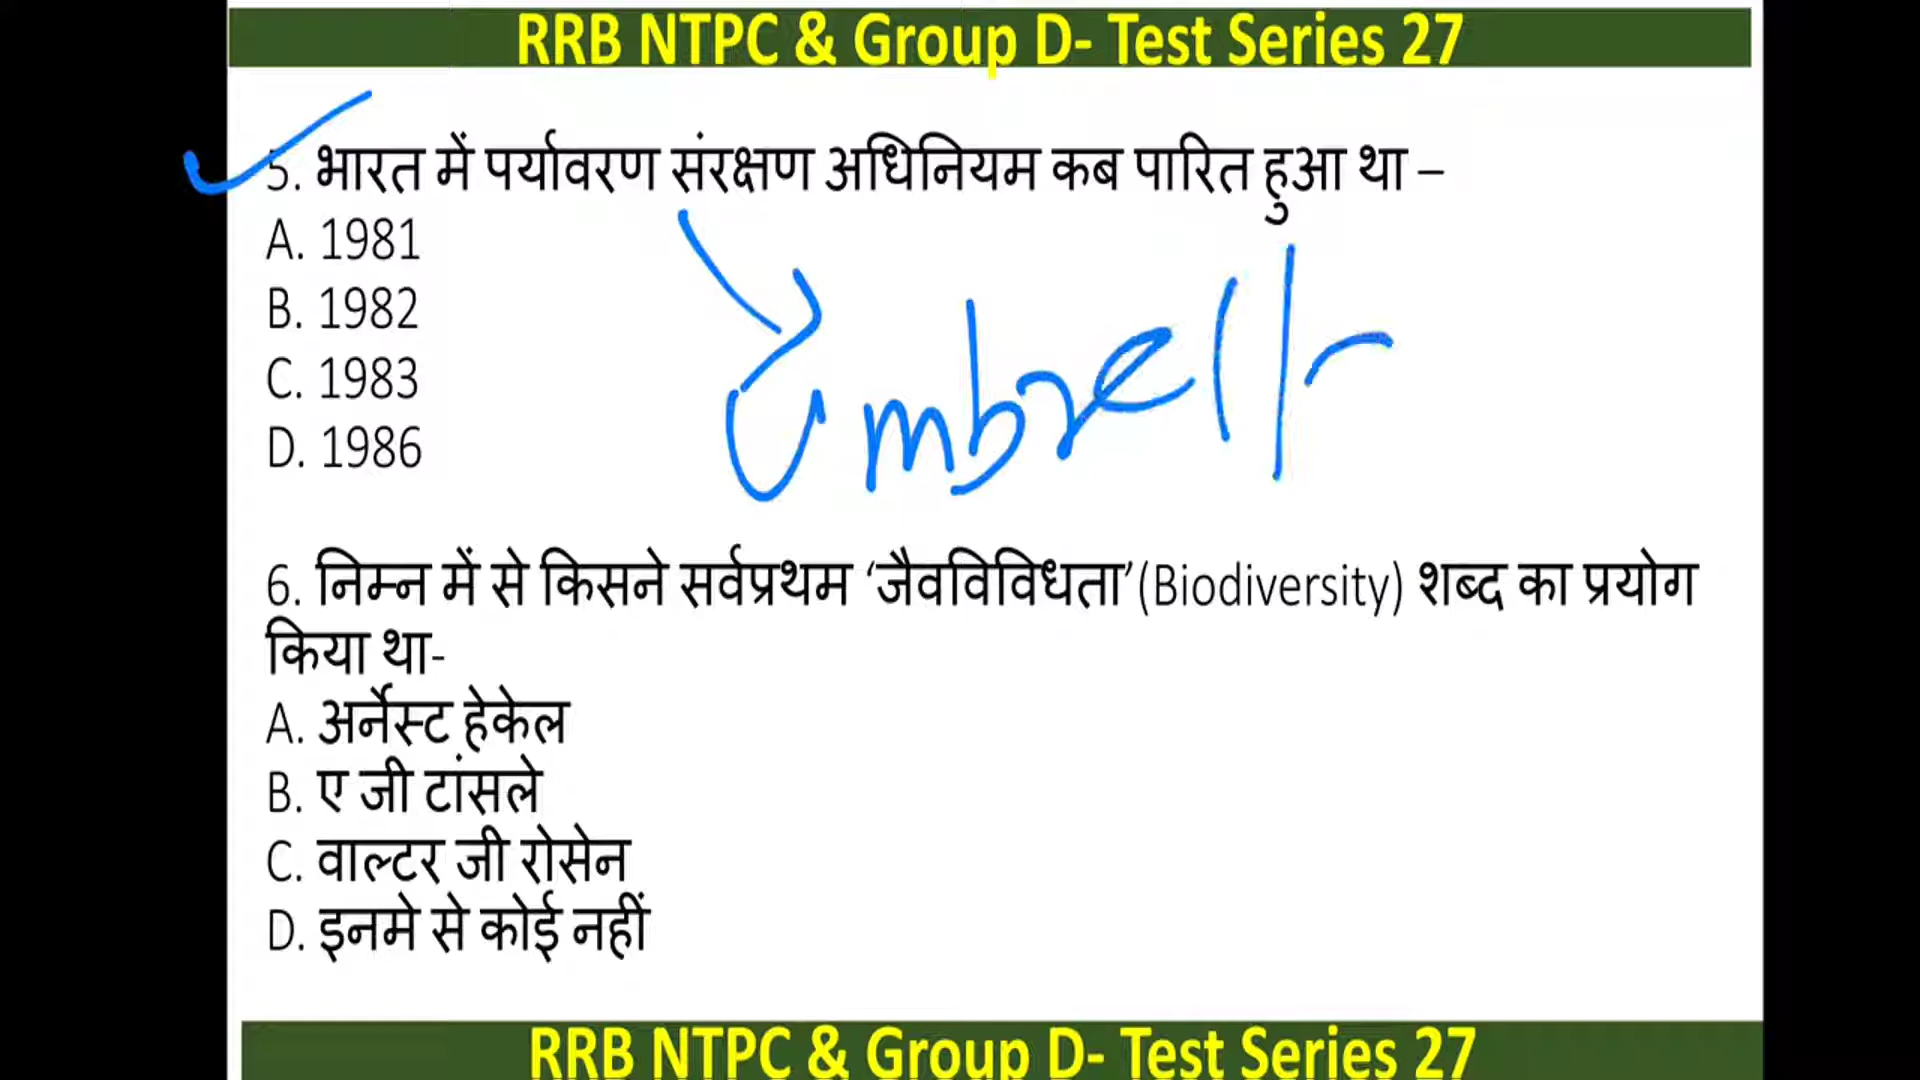 RRB NTPC & Group D- Test Series 27
5. भारत में पर्यावरण संरक्षण अधिनियम कब पारित हुआ था –
A. 1981
B. 1982
C. 1983
D. 1986
Umbrell
6. निम्न में से किसने सर्वप्रथम ‘जैवविविधता’(Biodiversity) शब्द का प्रयोग
किया था-
A. अर्नेस्ट हेकेल
B. ए जी टांसले
C. वाल्टर जी रोसेन
D. इनमे से कोई नहीं
RRB NTPC & Group D- Test Series 27